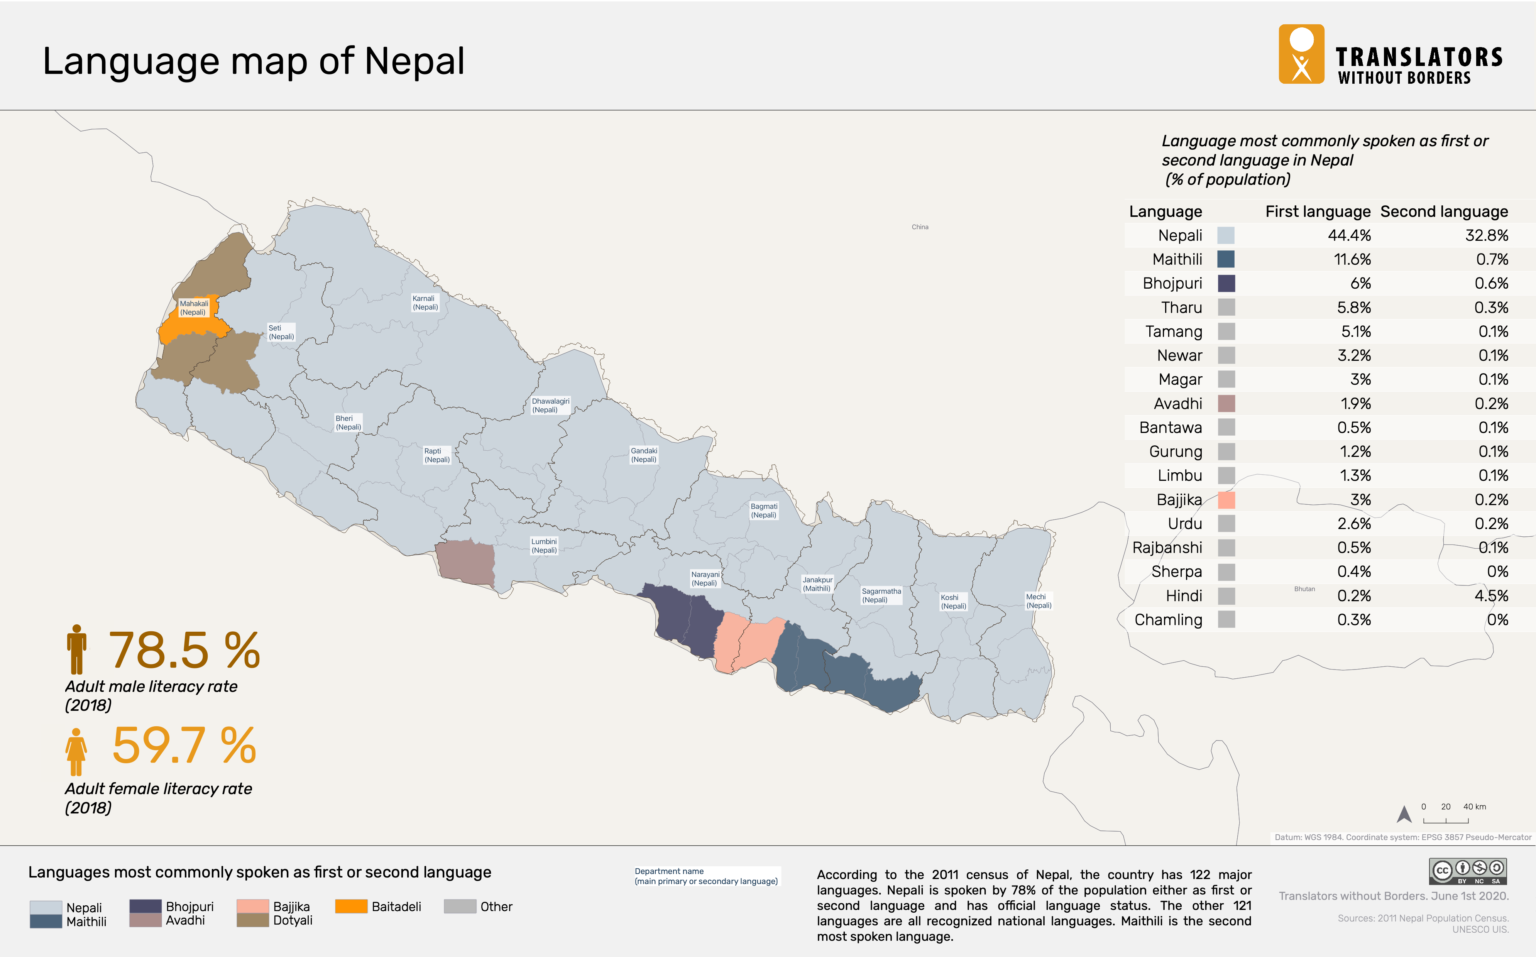 Language map of Nepal
TRANSLATORS
WITHOUT BORDERS
Language most commonly spoken as first or
second language in Nepal
(% of population)
Language First language Second language
Nepali 44.4% 32.8%
Maithili 11.6% 0.7%
Bhojpuri 6% 0.6%
Tharu 5.8% 0.3%
Tamang 5.1% 0.1%
Newar 3.2% 0.1%
Magar 3% 0.1%
Avadhi 1.9% 0.2%
Bantawa 0.5% 0.1%
Gurung 1.2% 0.1%
Limbu 1.3% 0.1%
Bajjika 3% 0.2%
Urdu 2.6% 0.2%
Rajbanshi 0.5% 0.1%
Sherpa 0.4% 0%
Hindi 0.2% 4.5%
Chamling 0.3% 0%
China
Bhutan
Mahakali
(Nepali)
Seti
(Nepali)
Karnali
(Nepali)
Bheri
(Nepali)
Dhawalagiri
(Nepali)
Rapti
(Nepali)
Gandaki
(Nepali)
Bagmati
(Nepali)
Lumbini
(Nepali)
Narayani
(Nepali)
Janakpur
(Maithili)
Sagarmatha
(Nepali)
Koshi
(Nepali)
Mechi
(Nepali)
78.5 %
Adult male literacy rate
(2018)
59.7 %
Adult female literacy rate
(2018)
0 20 40 km
Datum: WGS 1984. Coordinate system: EPSG 3857 Pseudo-Mercator
Languages most commonly spoken as first or second language
Nepali
Maithili
Bhojpuri
Avadhi
Bajjika
Dotyali
Baitadeli
Other
Department name
(main primary or secondary language)
According to the 2011 census of Nepal, the country has 122 major
languages. Nepali is spoken by 78% of the population either as first or
second language and has official language status. The other 121
languages are all recognized national languages. Maithili is the second
most spoken language.
cc
BY NC SA
Translators without Borders. June 1st 2020.
Sources: 2011 Nepal Population Census.
UNESCO UIS.